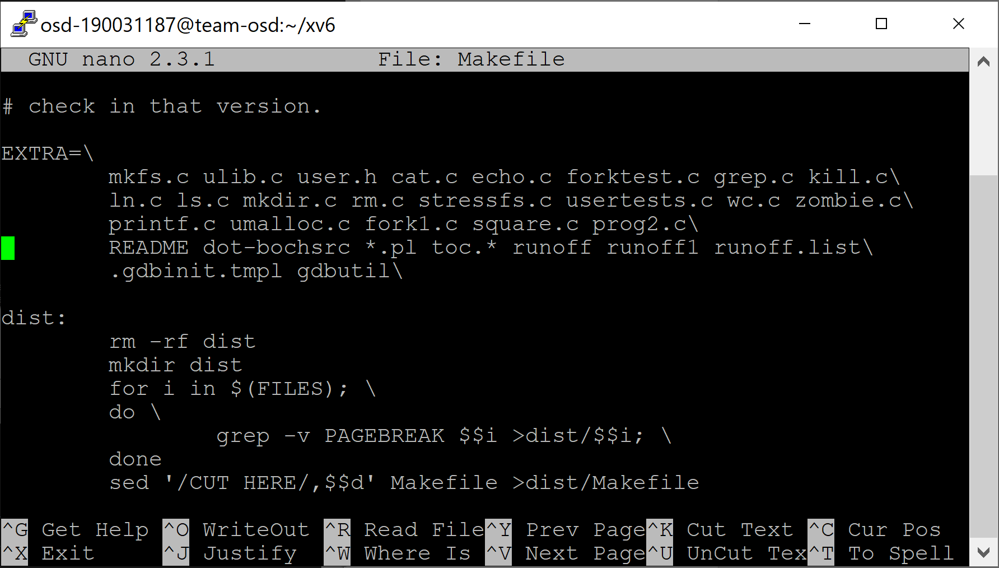 osd-190031187@team-osd:~/xv6
GNU nano 2.3.1 File: Makefile
# check in that version.
EXTRA=\
mkfs.c ulib.c user.h cat.c echo.c forktest.c grep.c kill.c\
ln.c ls.c mkdir.c rm.c stressfs.c usertests.c wc.c zombie.c\
printf.c umalloc.c fork1.c square.c prog2.c\
README dot-bochsrc *.pl toc.* runoff runoff1 runoff.list\
.gdbinit.tmpl gdbutil\
dist:
rm -rf dist
mkdir dist
for i in $(FILES); \
do \
grep -v PAGEBREAK $$i >dist/$$i; \
done
sed '/CUT HERE/,$$d' Makefile >dist/Makefile
^G Get Help ^O WriteOut ^R Read File^Y Prev Page^K Cut Text ^C Cur Pos
^X Exit ^J Justify ^W Where Is ^V Next Page^U UnCut Tex^T To Spell